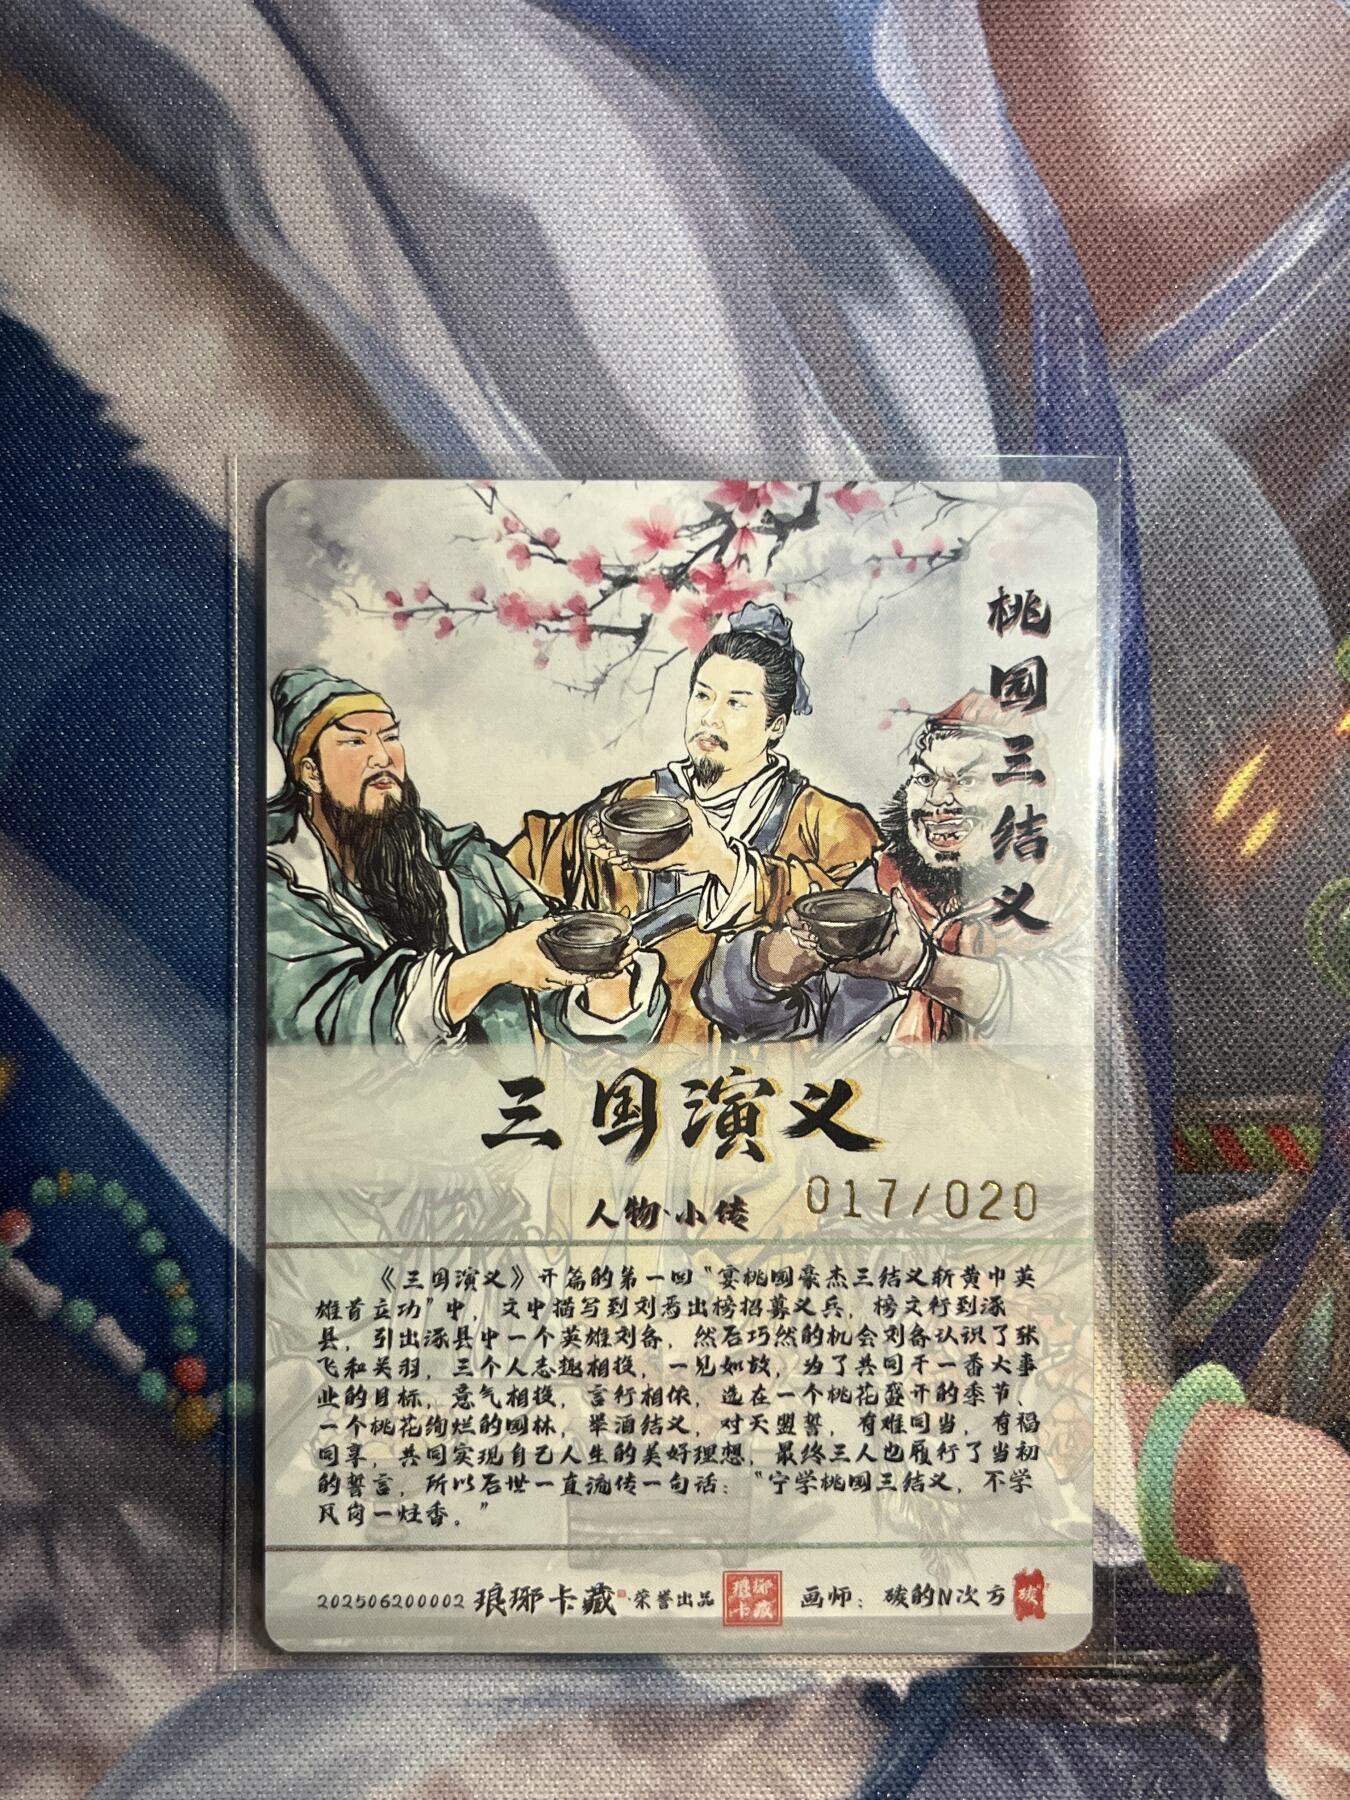 桃园三结义
三国演义
人物·小传
017/020
《三国演义》开篇的第一回“宴桃园豪杰三结义斩黄巾英
雄首立功”中，文中描写到刘焉出榜招募义兵，榜文行到涿
县，引出涿县中一个英雄刘备，然后巧然的机会刘备认识了张
飞和关羽，三个人志趣相投，一见如故，为了共同干一番大事
业的目标，意气相投，言行相依，选在一个桃花盛开的季节、
一个桃花绚烂的园林，举酒结义，对天盟誓，有难同当，有福
同享，共同实现自己人生的美好理想，最终三人也履行了当初
的誓言，所以后世一直流传一句话：“宁学桃园三结义，不学
瓦岗一炷香。”
202506200002 琅琊卡藏 荣誉出品 琅琊卡藏 画师：碳的N次方 碳